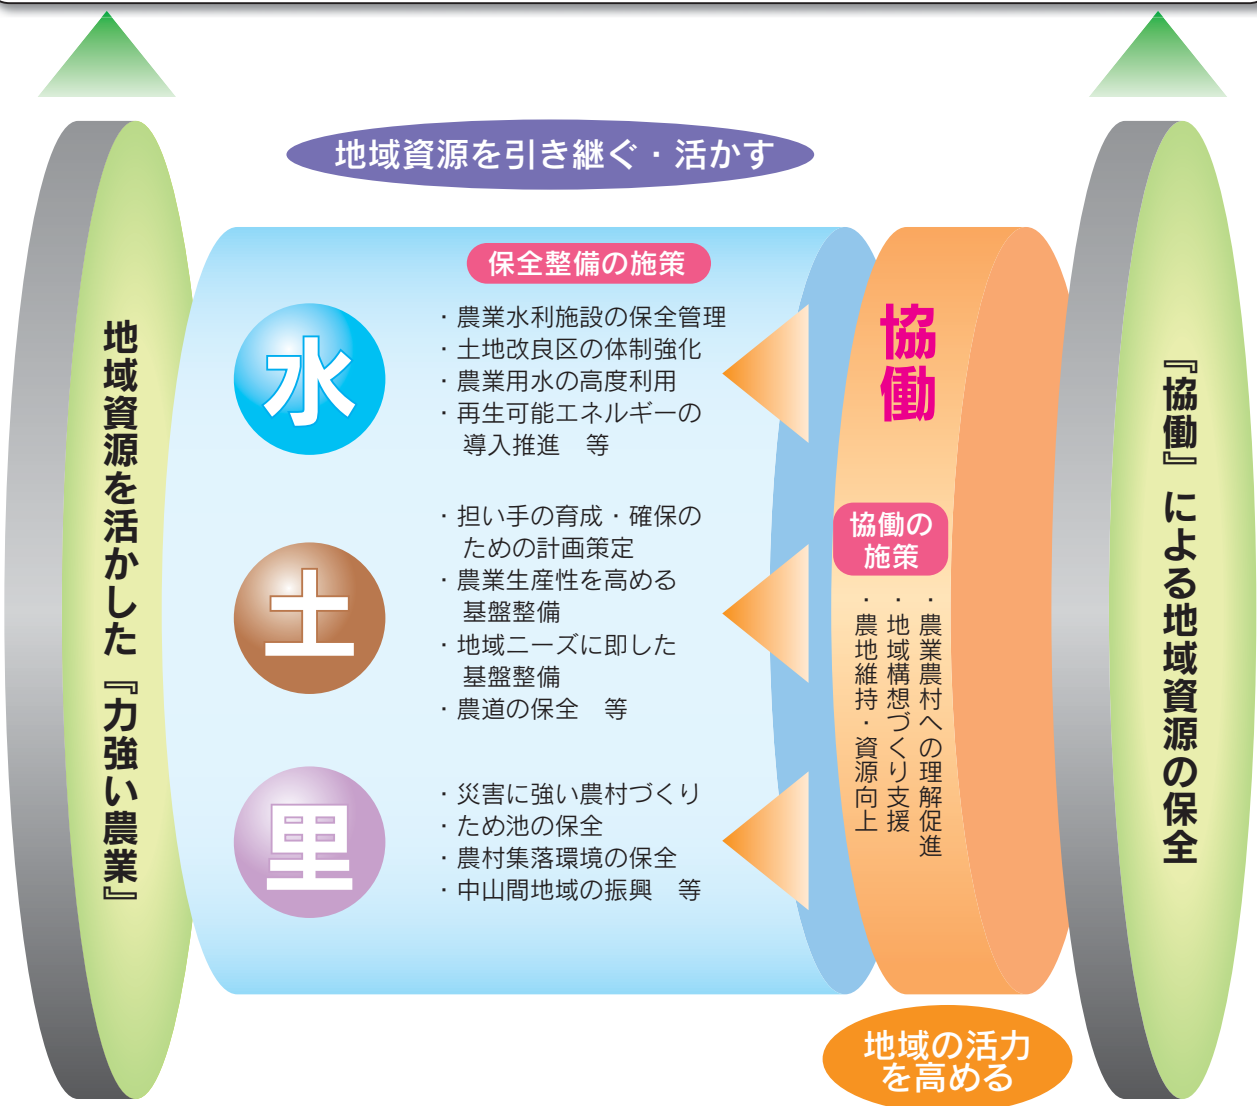 地域資源を引き継ぐ・活かす
地域資源を活かした『力強い農業』
保全整備の施策
水
・農業水利施設の保全管理
・土地改良区の体制強化
・農業用水の高度利用
・再生可能エネルギーの
導入推進　等
土
・担い手の育成・確保の
ための計画策定
・農業生産性を高める
基盤整備
・地域ニーズに即した
基盤整備
・農道の保全　等
里
・災害に強い農村づくり
・ため池の保全
・農村集落環境の保全
・中山間地域の振興　等
協働
協働の
施策
・農業農村への理解促進
・地域構想づくり支援
・農地維持・資源向上
『協働』による地域資源の保全
地域の活力
を高める